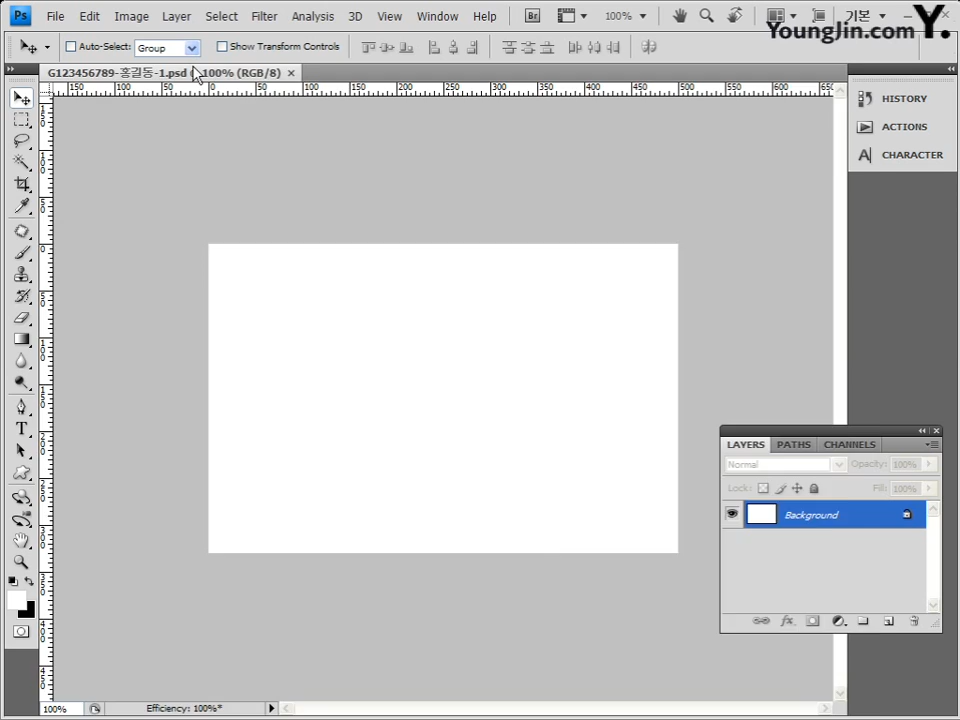 Ps File Edit Image Layer Select Filter Analysis 3D View Window Help Br 100% 기본
YoungJin.com Y.
Auto-Select: Group Show Transform Controls
G123456789-홍길동-1.psd 100% (RGB/8)
150 100 50 0 50 100 150 200 250 300 350 400 450 500 550 600 650
HISTORY
ACTIONS
CHARACTER
LAYERS PATHS CHANNELS
Normal Opacity: 100%
Lock: Fill: 100%
Background
100% Efficiency: 100%*